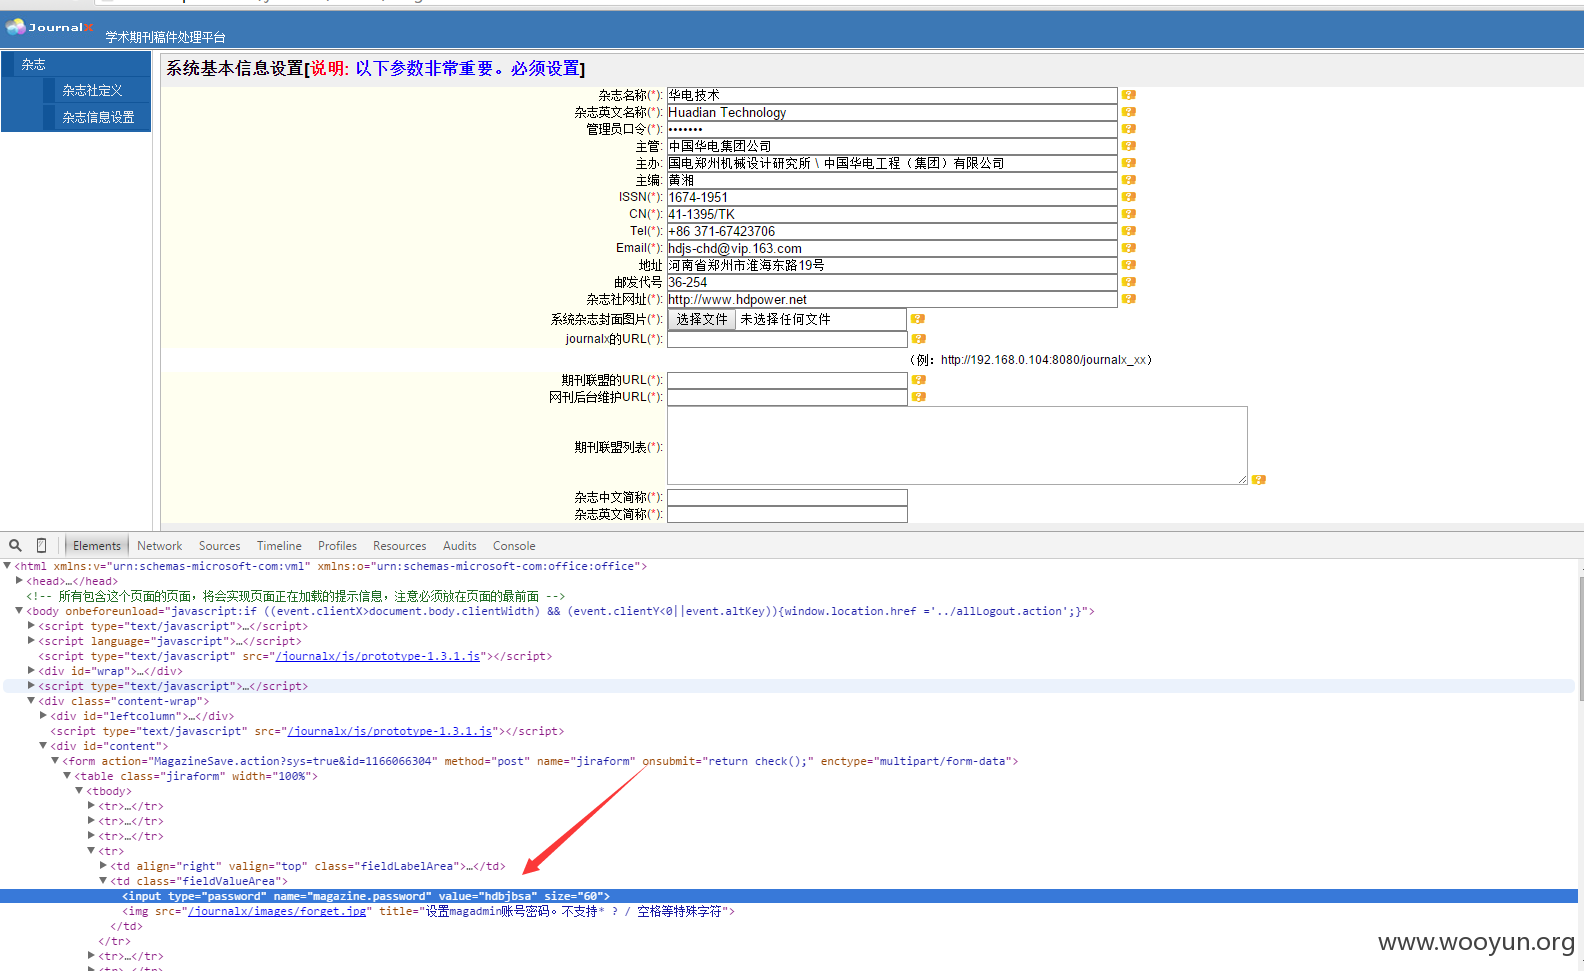 JournalX 学术期刊稿件处理平台
杂志
杂志社定义
杂志信息设置
系统基本信息设置[说明: 以下参数非常重要。必须设置]
杂志名称(*): 华电技术
杂志英文名称(*): Huadian Technology
管理员口令(*): •••••••
主管: 中国华电集团公司
主办: 国电郑州机械设计研究所 \ 中国华电工程（集团）有限公司
主编: 黄湘
ISSN(*): 1674-1951
CN(*): 41-1395/TK
Tel(*): +86 371-67423706
Email(*): hdjs-chd@vip.163.com
地址 河南省郑州市淮海东路19号
邮发代号 36-254
杂志社网址(*): http://www.hdpower.net
系统杂志封面图片(*): 选择文件 未选择任何文件
journalx的URL(*):
（例：http://192.168.0.104:8080/journalx_xx）
期刊联盟的URL(*):
网刊后台维护URL(*):
期刊联盟列表(*):
杂志中文简称(*):
杂志英文简称(*):
Elements Network Sources Timeline Profiles Resources Audits Console
<html xmlns:v="urn:schemas-microsoft-com:vml" xmlns:o="urn:schemas-microsoft-com:office:office">
<head>…</head>
<!-- 所有包含这个页面的页面，将会实现页面正在加载的提示信息，注意必须放在页面的最前面 -->
<body onbeforeunload="javascript:if ((event.clientX>document.body.clientWidth) && (event.clientY<0||event.altKey)){window.location.href ='../allLogout.action';}">
<script type="text/javascript">…</script>
<script language="javascript">…</script>
<script type="text/javascript" src="/journalx/js/prototype-1.3.1.js"></script>
<div id="wrap">…</div>
<script type="text/javascript">…</script>
<div class="content-wrap">
<div id="leftcolumn">…</div>
<script type="text/javascript" src="/journalx/js/prototype-1.3.1.js"></script>
<div id="content">
<form action="MagazineSave.action?sys=true&id=1166066304" method="post" name="jiraform" onsubmit="return check();" enctype="multipart/form-data">
<table class="jiraform" width="100%">
<tbody>
<tr>…</tr>
<tr>…</tr>
<tr>…</tr>
<tr>
<td align="right" valign="top" class="fieldLabelArea">…</td>
<td class="fieldValueArea">
<input type="password" name="magazine.password" value="hdbjbsa" size="60">
<img src="/journalx/images/forget.jpg" title="设置magadmin账号密码。不支持* ? / 空格等特殊字符">
</td>
</tr>
<tr>…</tr>
<tr>…</tr>
www.wooyun.org